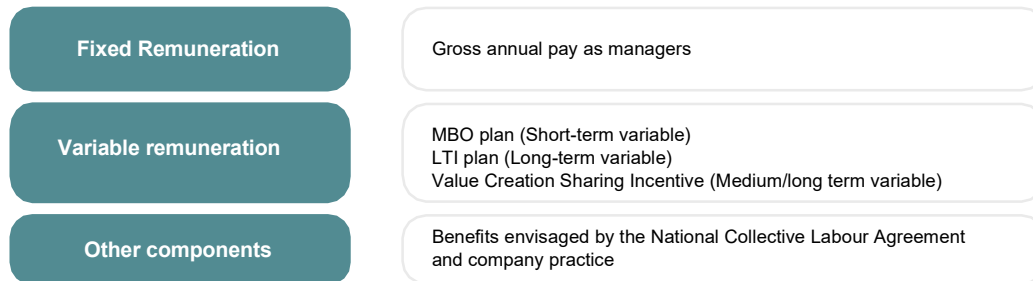 Fixed Remuneration
Gross annual pay as managers
Variable remuneration
MBO plan (Short-term variable)
LTI plan (Long-term variable)
Value Creation Sharing Incentive (Medium/long term variable)
Other components
Benefits envisaged by the National Collective Labour Agreement
and company practice